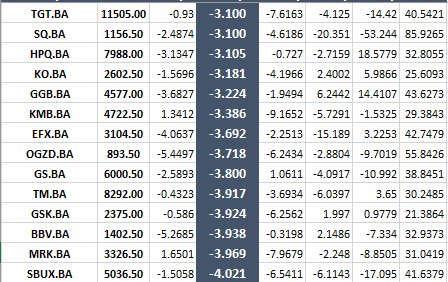 TGT.BA 11505.00 -0.93 -3.100 -7.6163 -4.125 -14.42 40.5421
SQ.BA 1156.50 -2.4874 -3.100 -4.6186 -20.351 -53.244 85.9265
HPQ.BA 7988.00 -3.1347 -3.105 -0.727 -2.7159 18.5779 32.8055
KO.BA 2602.50 -1.5696 -3.181 -4.1966 2.4002 5.9866 25.6093
GGB.BA 4577.00 -3.6827 -3.224 -1.9494 6.2442 14.4107 43.6273
KMB.BA 4722.50 1.3412 -3.386 -9.1652 -5.7291 -1.5325 29.3843
EFX.BA 3104.50 -4.0637 -3.692 -2.2513 -15.189 3.2253 42.7479
OGZD.BA 893.50 -5.4497 -3.718 -6.2434 -2.8804 -9.7019 55.8426
GS.BA 6000.50 -2.5893 -3.800 1.0611 -4.0917 -10.992 38.8451
TM.BA 8292.00 -0.4323 -3.917 -3.6934 -6.0397 3.65 30.2485
GSK.BA 2375.00 -0.586 -3.924 -6.2562 1.997 0.9779 21.3864
BBV.BA 1402.50 -5.2685 -3.938 -0.3198 2.1486 -7.334 32.9373
MRK.BA 3326.50 1.6501 -3.969 -7.9679 -2.248 -8.8505 31.0419
SBUX.BA 5036.50 -1.5058 -4.021 -6.5411 -6.1143 -17.095 41.6379